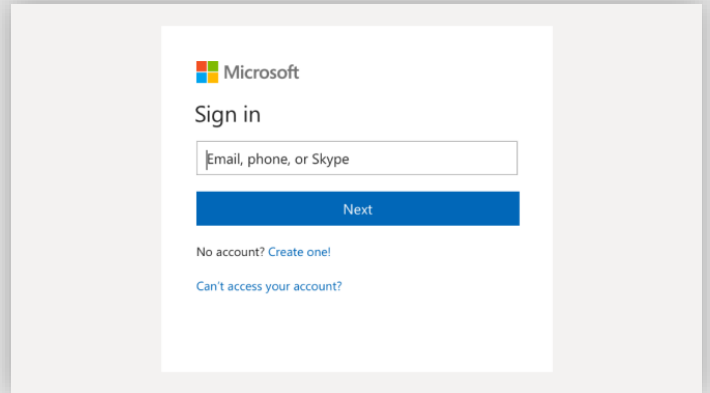 Microsoft
Sign in
Email, phone, or Skype
Next
No account? Create one!
Can't access your account?